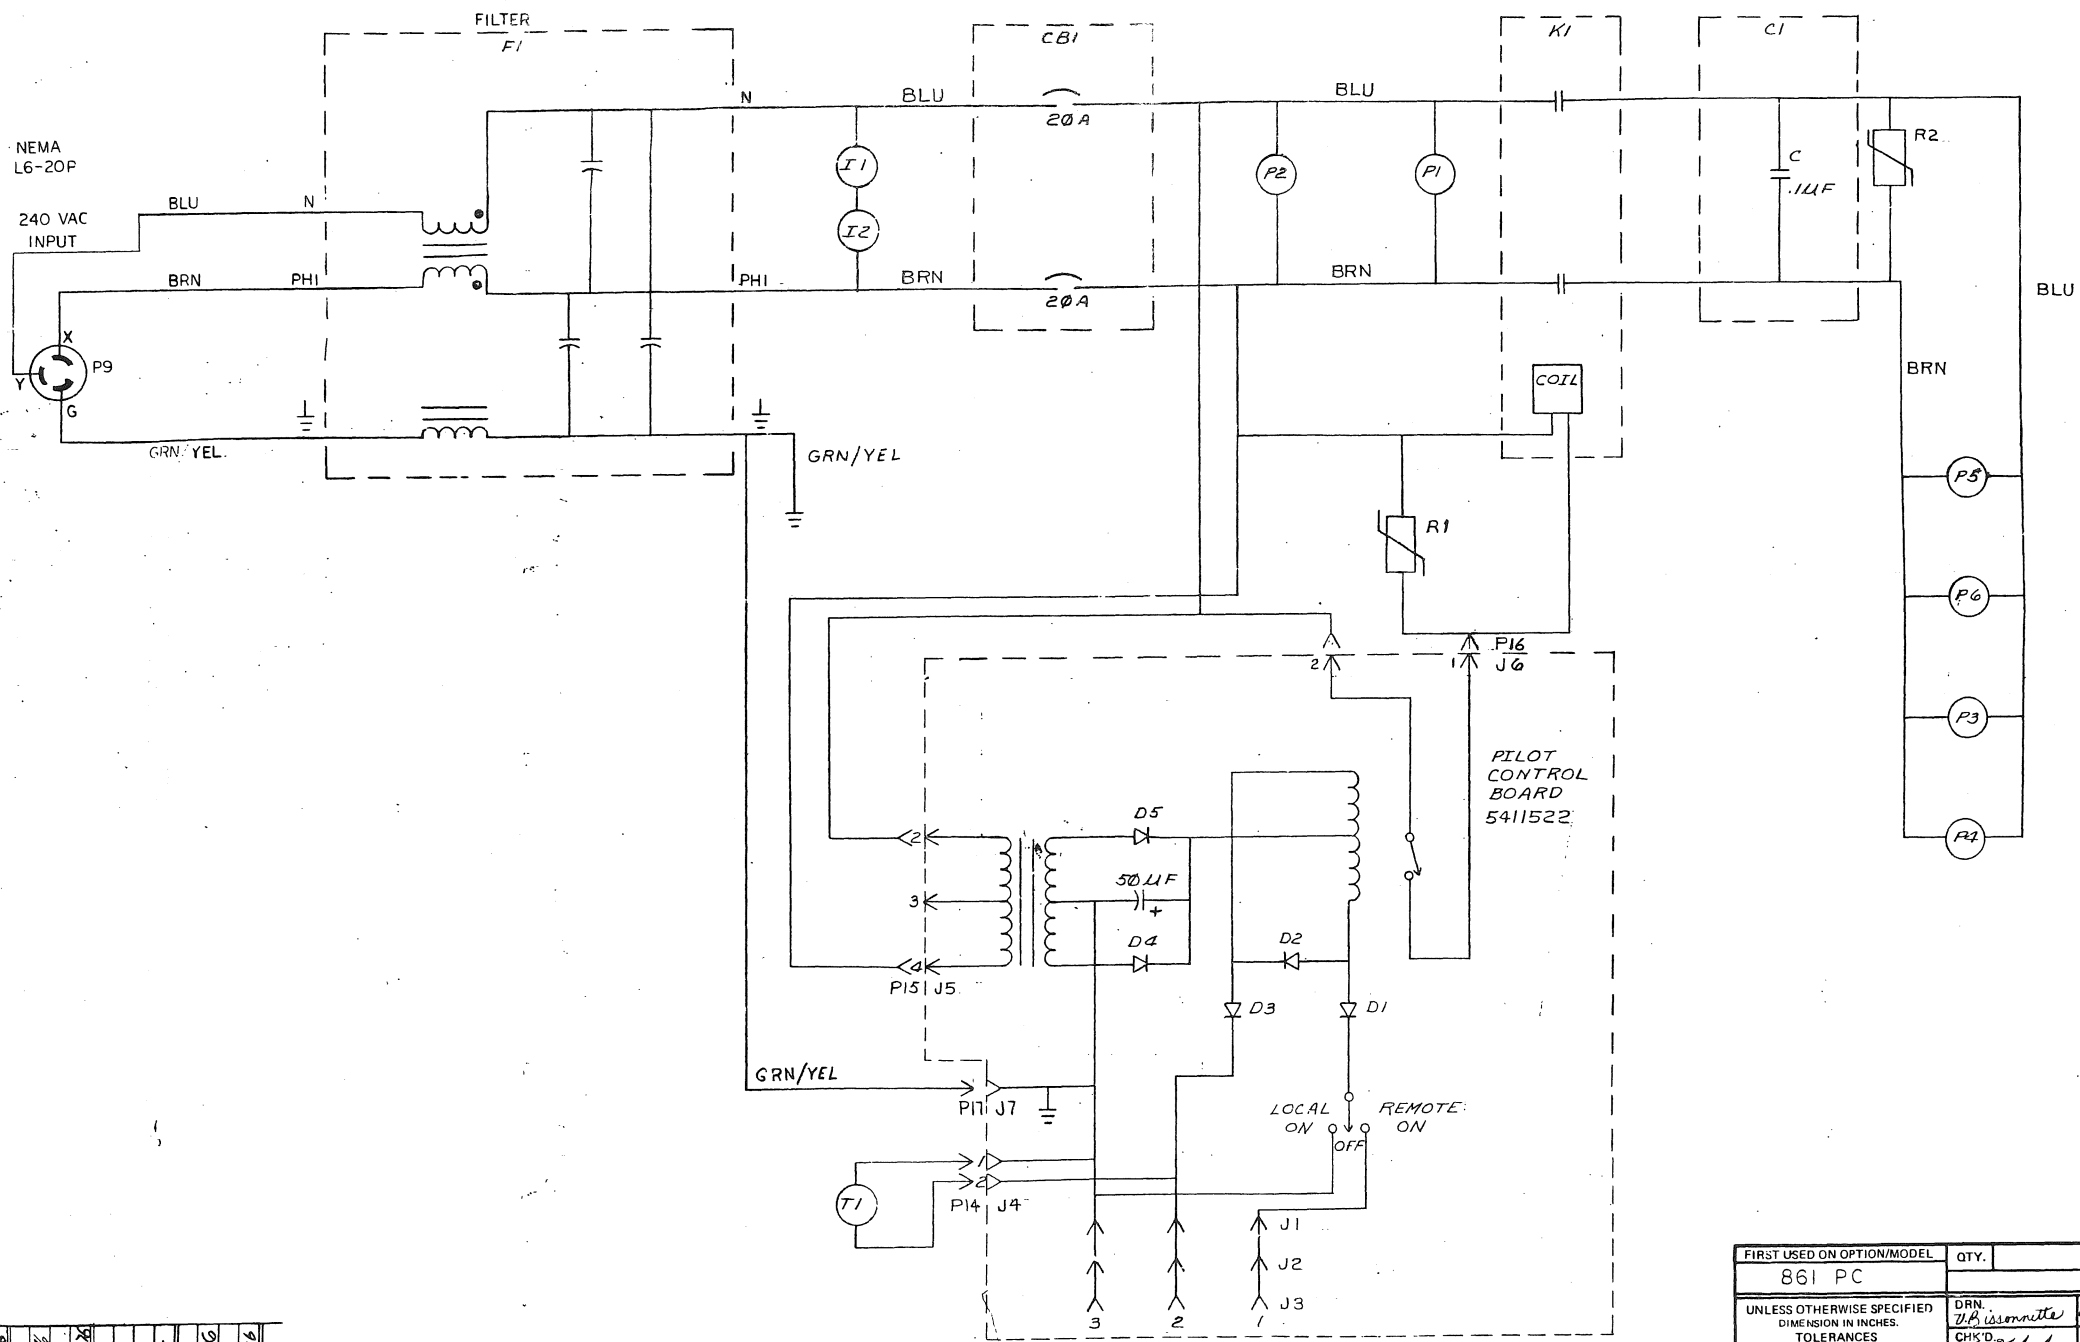 FILTER
F1
CB1
K1
C1
N
BLU
20A
BLU
NEMA
L6-20P
240 VAC
INPUT
BLU
N
I1
I2
P2
P1
C
.1UF
R2
BRN
PH1
PH1
BRN
20A
BRN
BLU
X
Y
P9
G
GRN/YEL.
GRN/YEL
COIL
BRN
R1
P5
P6
P3
P4
2
1
P16
J6
PILOT
CONTROL
BOARD
5411522
2
3
4
P15
J5
D5
50UF
+
D4
D2
D3
D1
GRN/YEL
P17
J7
LOCAL
ON
OFF
REMOTE
ON
T1
1
2
P14
J4
J1
J2
J3
3
2
1
FIRST USED ON OPTION/MODEL
QTY.
861 PC
UNLESS OTHERWISE SPECIFIED
DIMENSION IN INCHES.
TOLERANCES
DRN.
CHK'D